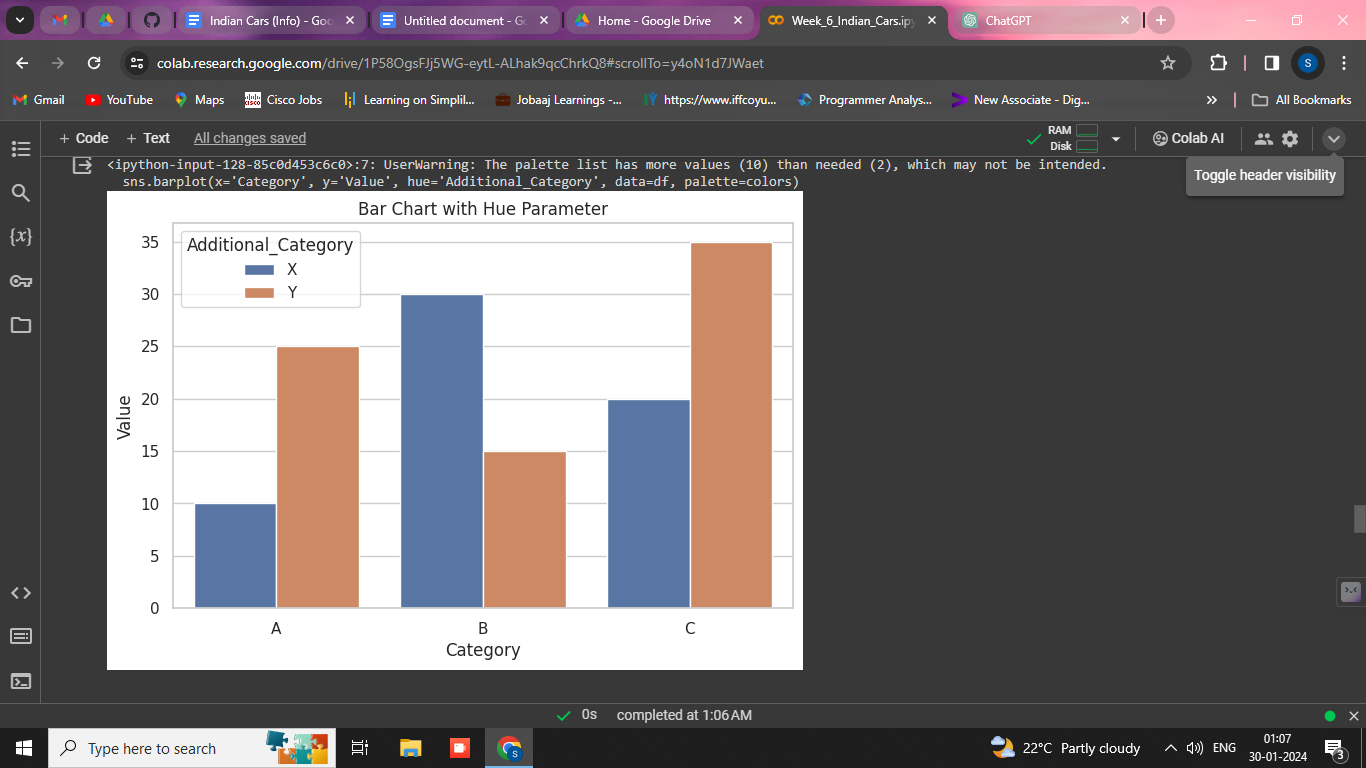 Indian Cars (Info) - Goo
Untitled document - Go
Home - Google Drive
Week_6_Indian_Cars.ipy
ChatGPT
colab.research.google.com/drive/1P58OgsFJj5WG-eytL-ALhak9qcChrkQ8#scrollTo=y4oN1d7JWaet
S
Gmail
YouTube
Maps
Cisco Jobs
Learning on Simplil...
Jobaaj Learnings -...
https://www.iffcoyu...
Programmer Analys...
New Associate - Dig...
»
All Bookmarks
+ Code
+ Text
All changes saved
RAM
Disk
Colab AI
Toggle header visibility
<ipython-input-128-85c0d453c6c0>:7: UserWarning: The palette list has more values (10) than needed (2), which may not be intended.
sns.barplot(x='Category', y='Value', hue='Additional_Category', data=df, palette=colors)
Bar Chart with Hue Parameter
Additional_Category
X
Y
35
30
25
20
15
10
5
0
Value
A
B
C
Category
{x}
0s
completed at 1:06 AM
Type here to search
22°C Partly cloudy
ENG
01:07
30-01-2024
3